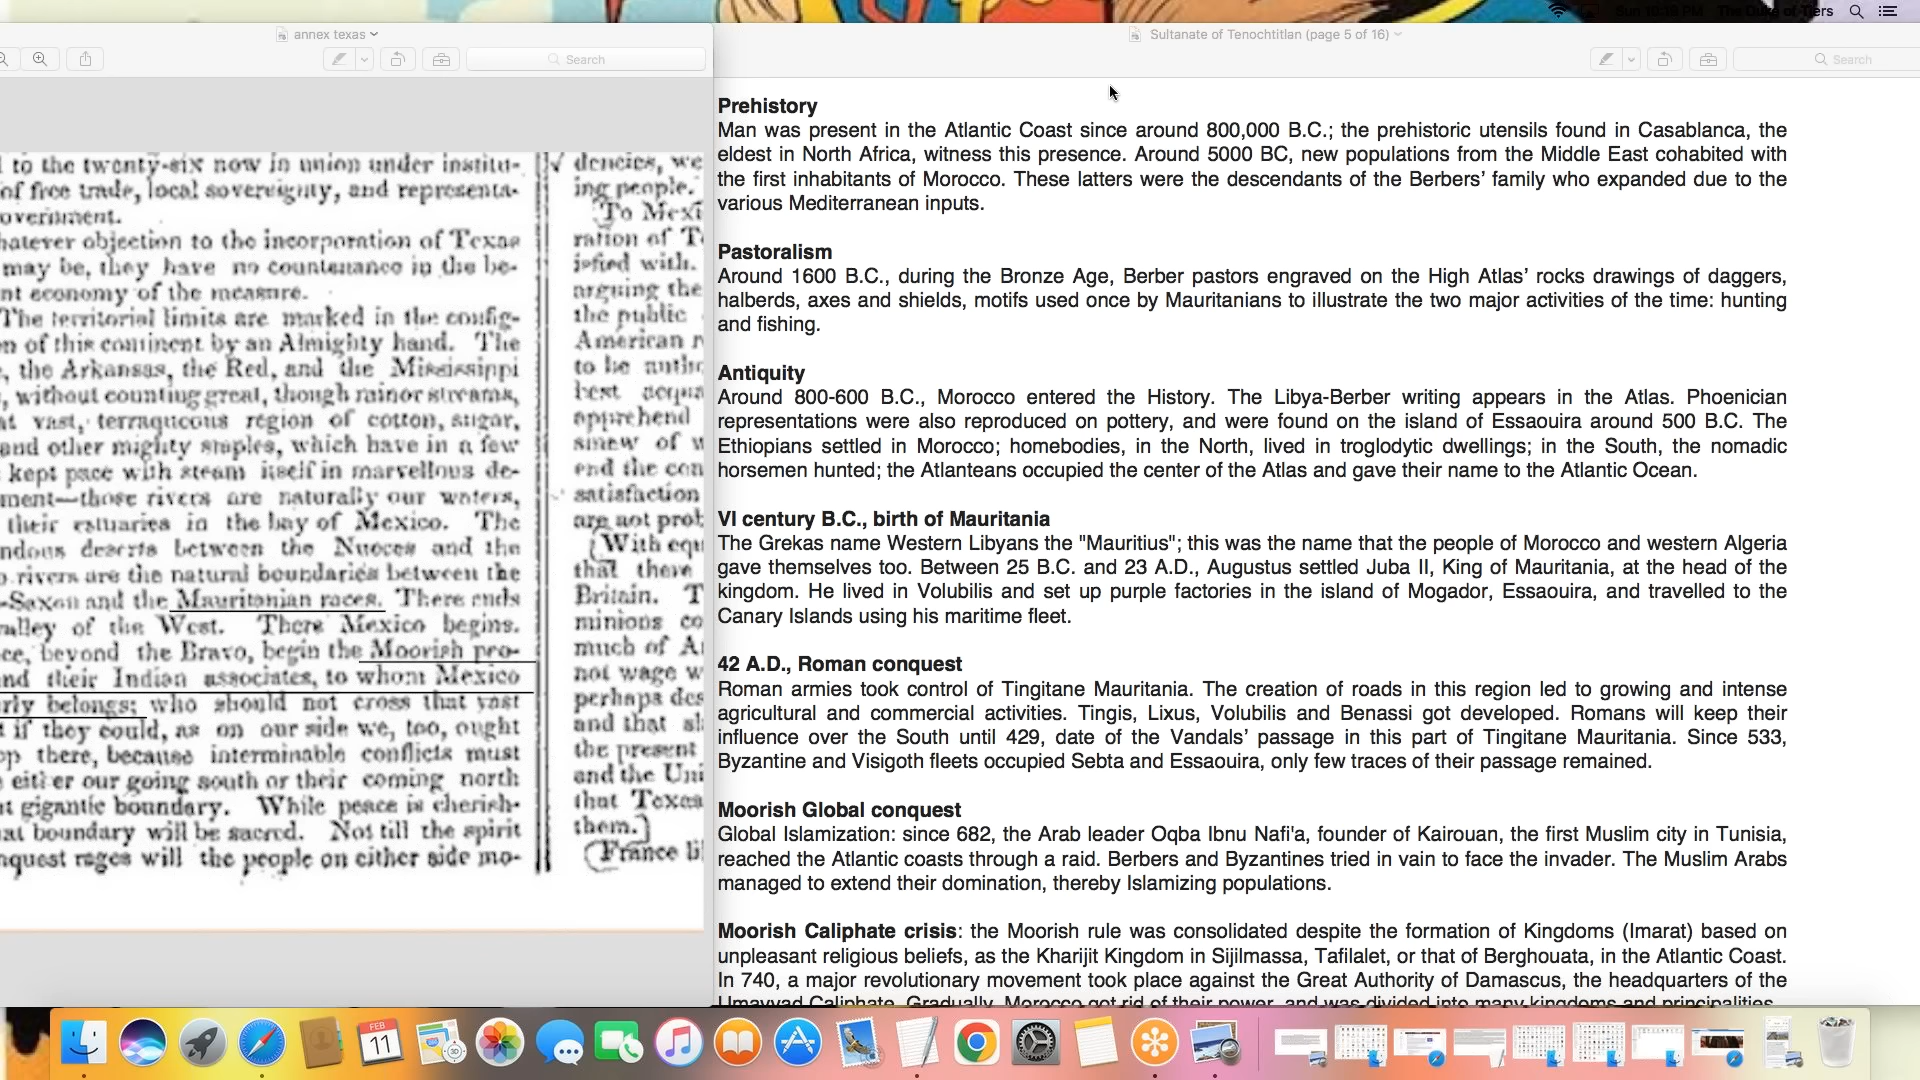 The Duke of Tiers
annex texas
Search
Sultanate of Tenochtitlan (page 5 of 16)
Search
to the twenty-six now in union under institu-
of free trade, local sovereignty, and representa-
overnment.
hatever objection to the incorporation of Texas
may be, they have no countenance in the be-
nt economy of the measure.
The territorial limits are marked in the config-
n of this continent by an Almighty hand. The
, the Arkansas, the Red, and the Mississippi
, without counting great, though minor streams,
at vast, terraqueous region of cotton, sugar,
and other mighty staples, which have in a few
kept pace with steam itself in marvellous de-
ment—those rivers are naturally our waters,
their estuaries in the bay of Mexico. The
ndous deserts between the Nueces and the
o rivers are the natural boundaries between the
-Saxon and the Mauritanian races. There ends
alley of the West. There Mexico begins.
ce, beyond the Bravo, begin the Moorish peo-
nd their Indian associates, to whom Mexico
rly belongs; who should not cross that vast
t if they could, as on our side we, too, ought
op there, because interminable conflicts must
either our going south or their coming north
t gigantic boundary. While peace is cherish-
at boundary will be sacred. Not till the spirit
nquest rages will the people on either side mo-
dencies, we
ing people.
To Mexi
ration of T
isfied with.
arguing the
the public
American r
to be auth
best acqu
apprehend
sinew of w
end the con
satisfaction
are not prob
With equ
that there
Britain. T
minions co
much of A
not wage w
perhaps des
and that al
the present
and the Uni
that Texas
them.
France li
Prehistory
Man was present in the Atlantic Coast since around 800,000 B.C.; the prehistoric utensils found in Casablanca, the
eldest in North Africa, witness this presence. Around 5000 BC, new populations from the Middle East cohabited with
the first inhabitants of Morocco. These latters were the descendants of the Berbers' family who expanded due to the
various Mediterranean inputs.
Pastoralism
Around 1600 B.C., during the Bronze Age, Berber pastors engraved on the High Atlas' rocks drawings of daggers,
halberds, axes and shields, motifs used once by Mauritanians to illustrate the two major activities of the time: hunting
and fishing.
Antiquity
Around 800-600 B.C., Morocco entered the History. The Libya-Berber writing appears in the Atlas. Phoenician
representations were also reproduced on pottery, and were found on the island of Essaouira around 500 B.C. The
Ethiopians settled in Morocco; homebodies, in the North, lived in troglodytic dwellings; in the South, the nomadic
horsemen hunted; the Atlanteans occupied the center of the Atlas and gave their name to the Atlantic Ocean.
VI century B.C., birth of Mauritania
The Grekas name Western Libyans the "Mauritius"; this was the name that the people of Morocco and western Algeria
gave themselves too. Between 25 B.C. and 23 A.D., Augustus settled Juba II, King of Mauritania, at the head of the
kingdom. He lived in Volubilis and set up purple factories in the island of Mogador, Essaouira, and travelled to the
Canary Islands using his maritime fleet.
42 A.D., Roman conquest
Roman armies took control of Tingitane Mauritania. The creation of roads in this region led to growing and intense
agricultural and commercial activities. Tingis, Lixus, Volubilis and Benassi got developed. Romans will keep their
influence over the South until 429, date of the Vandals' passage in this part of Tingitane Mauritania. Since 533,
Byzantine and Visigoth fleets occupied Sebta and Essaouira, only few traces of their passage remained.
Moorish Global conquest
Global Islamization: since 682, the Arab leader Oqba Ibnu Nafi'a, founder of Kairouan, the first Muslim city in Tunisia,
reached the Atlantic coasts through a raid. Berbers and Byzantines tried in vain to face the invader. The Muslim Arabs
managed to extend their domination, thereby Islamizing populations.
Moorish Caliphate crisis: the Moorish rule was consolidated despite the formation of Kingdoms (Imarat) based on
unpleasant religious beliefs, as the Kharijit Kingdom in Sijilmassa, Tafilalet, or that of Berghouata, in the Atlantic Coast.
In 740, a major revolutionary movement took place against the Great Authority of Damascus, the headquarters of the
Umayyad Caliphate. Gradually, Morocco got rid of their power, and was divided into many kingdoms and principalities.
FEB
11